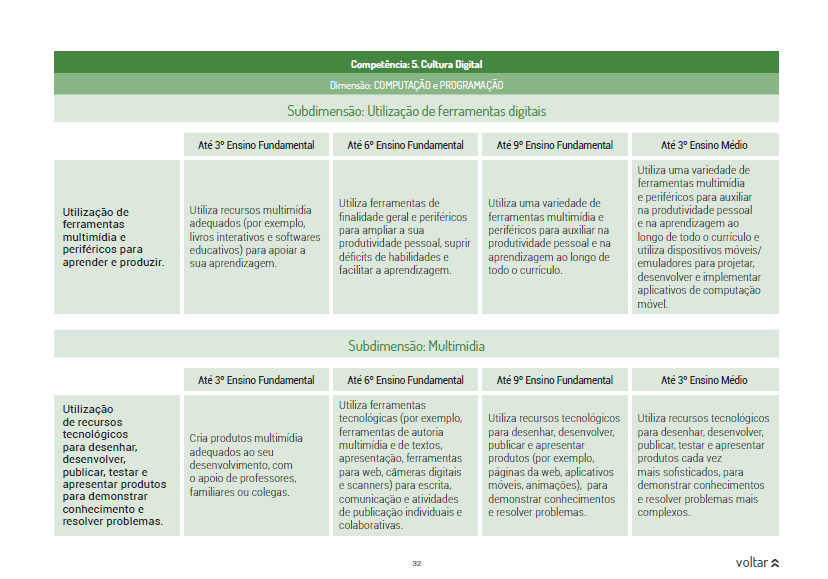 Competência: 5. Cultura Digital
Dimensão: COMPUTAÇÃO e PROGRAMAÇÃO
Subdimensão: Utilização de ferramentas digitais
Até 3º Ensino Fundamental
Até 6º Ensino Fundamental
Até 9º Ensino Fundamental
Até 3º Ensino Médio
Utilização de
ferramentas
multimídia e
periféricos para
aprender e produzir.
Utiliza recursos multimídia
adequados (por exemplo,
livros interativos e softwares
educativos) para apoiar a
sua aprendizagem.
Utiliza ferramentas de
finalidade geral e periféricos
para ampliar a sua
produtividade pessoal, suprir
déficits de habilidades e
facilitar a aprendizagem.
Utiliza uma variedade de
ferramentas multimídia e
periféricos para auxiliar na
produtividade pessoal e na
aprendizagem ao longo de
todo o currículo.
Utiliza uma variedade de
ferramentas multimídia
e periféricos para auxiliar
na produtividade pessoal
e na aprendizagem ao
longo de todo o currículo e
utiliza dispositivos móveis/
emuladores para projetar,
desenvolver e implementar
aplicativos de computação
móvel.
Subdimensão: Multimídia
Até 3º Ensino Fundamental
Até 6º Ensino Fundamental
Até 9º Ensino Fundamental
Até 3º Ensino Médio
Utilização
de recursos
tecnológicos
para desenhar,
desenvolver,
publicar, testar e
apresentar produtos
para demonstrar
conhecimento e
resolver problemas.
Cria produtos multimídia
adequados ao seu
desenvolvimento, com
o apoio de professores,
familiares ou colegas.
Utiliza ferramentas
tecnológicas (por exemplo,
ferramentas de autoria
multimídia e de textos,
apresentação, ferramentas
para web, câmeras digitais
e scanners) para escrita,
comunicação e atividades
de publicação individuais e
colaborativas.
Utiliza recursos tecnológicos
para desenhar, desenvolver,
publicar e apresentar
produtos (por exemplo,
páginas da web, aplicativos
móveis, animações), para
demonstrar conhecimentos
e resolver problemas.
Utiliza recursos tecnológicos
para desenhar, desenvolver,
publicar, testar e apresentar
produtos cada vez
mais sofisticados, para
demonstrar conhecimentos
e resolver problemas mais
complexos.
32
voltar